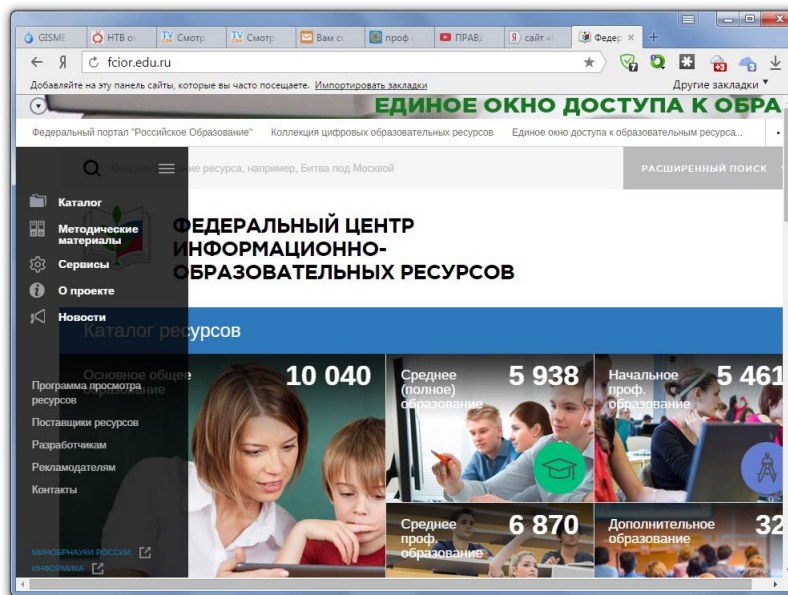 GISME
НТВ о
TV Смотр
TV Смотр
Вам с
проф
ПРАВ
сайт «
Федер
Я
fcior.edu.ru
7
+3
Добавляйте на эту панель сайты, которые вы часто посещаете. Импортировать закладки
Другие закладки
ЕДИНОЕ ОКНО ДОСТУПА К ОБРА
Федеральный портал "Российское Образование"
Коллекция цифровых образовательных ресурсов
Единое окно доступа к образовательным ресурса...
ие ресурса, например, Битва под Москвой
РАСШИРЕННЫЙ ПОИСК
Каталог
Методические
материалы
Сервисы
О проекте
Новости
ФЕДЕРАЛЬНЫЙ ЦЕНТР
ИНФОРМАЦИОННО-
ОБРАЗОВАТЕЛЬНЫХ РЕСУРСОВ
Каталог ресурсов
Основное общее
образование
10 040
Среднее
(полное)
образование
5 938
Начальное
проф.
образование
5 461
Программа просмотра
ресурсов
Поставщики ресурсов
Разработчикам
Рекламодателям
Контакты
Среднее
проф.
образование
6 870
Дополнительное
образование
32
МИНОБРНАУКИ РОССИИ
ИНФОРМИКА